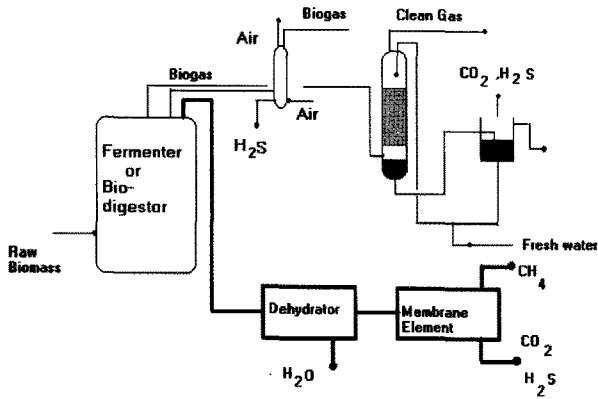 Biogas
Clean Gas
Air
Biogas
CO2 ,H2 S
Air
H2S
Fermenter
or
Bio-
digestor
Raw
Biomass
Fresh water
CH4
Dehydrator
Membrane
Element
CO2
H2O
H2S